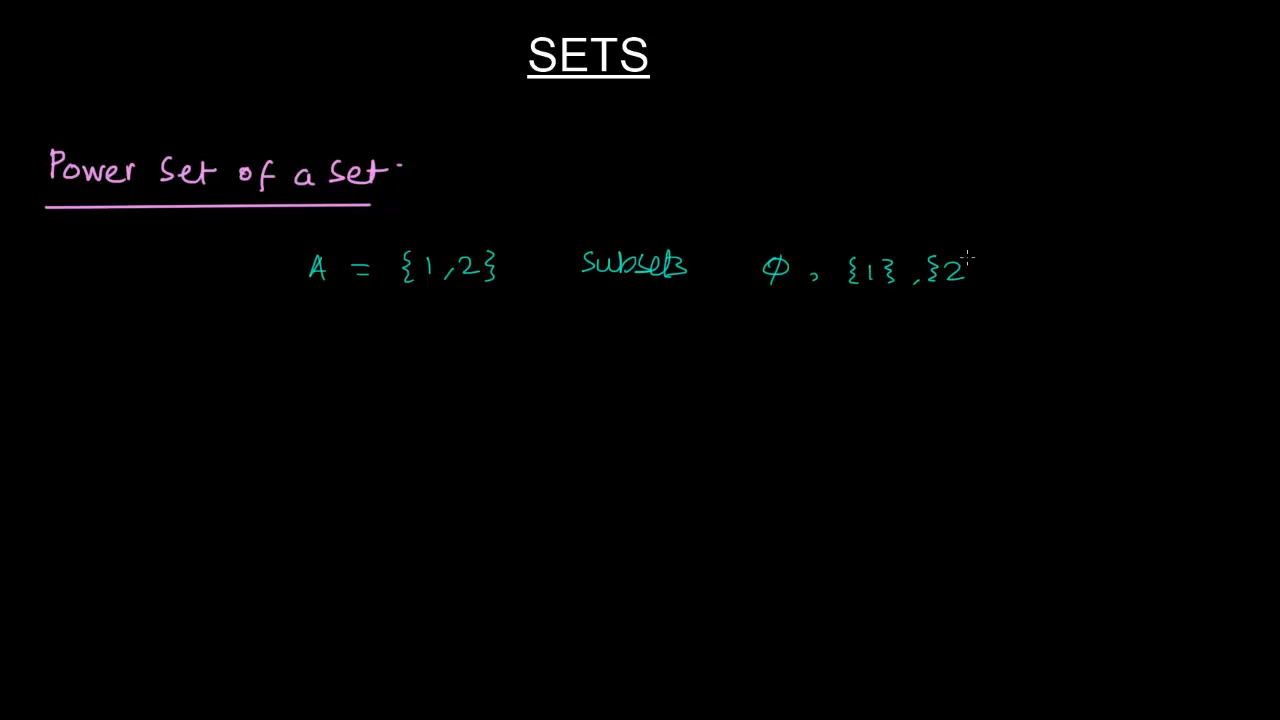 SETS
Power Set of a Set.
A = {1,2} Subsets φ, {1}, {2